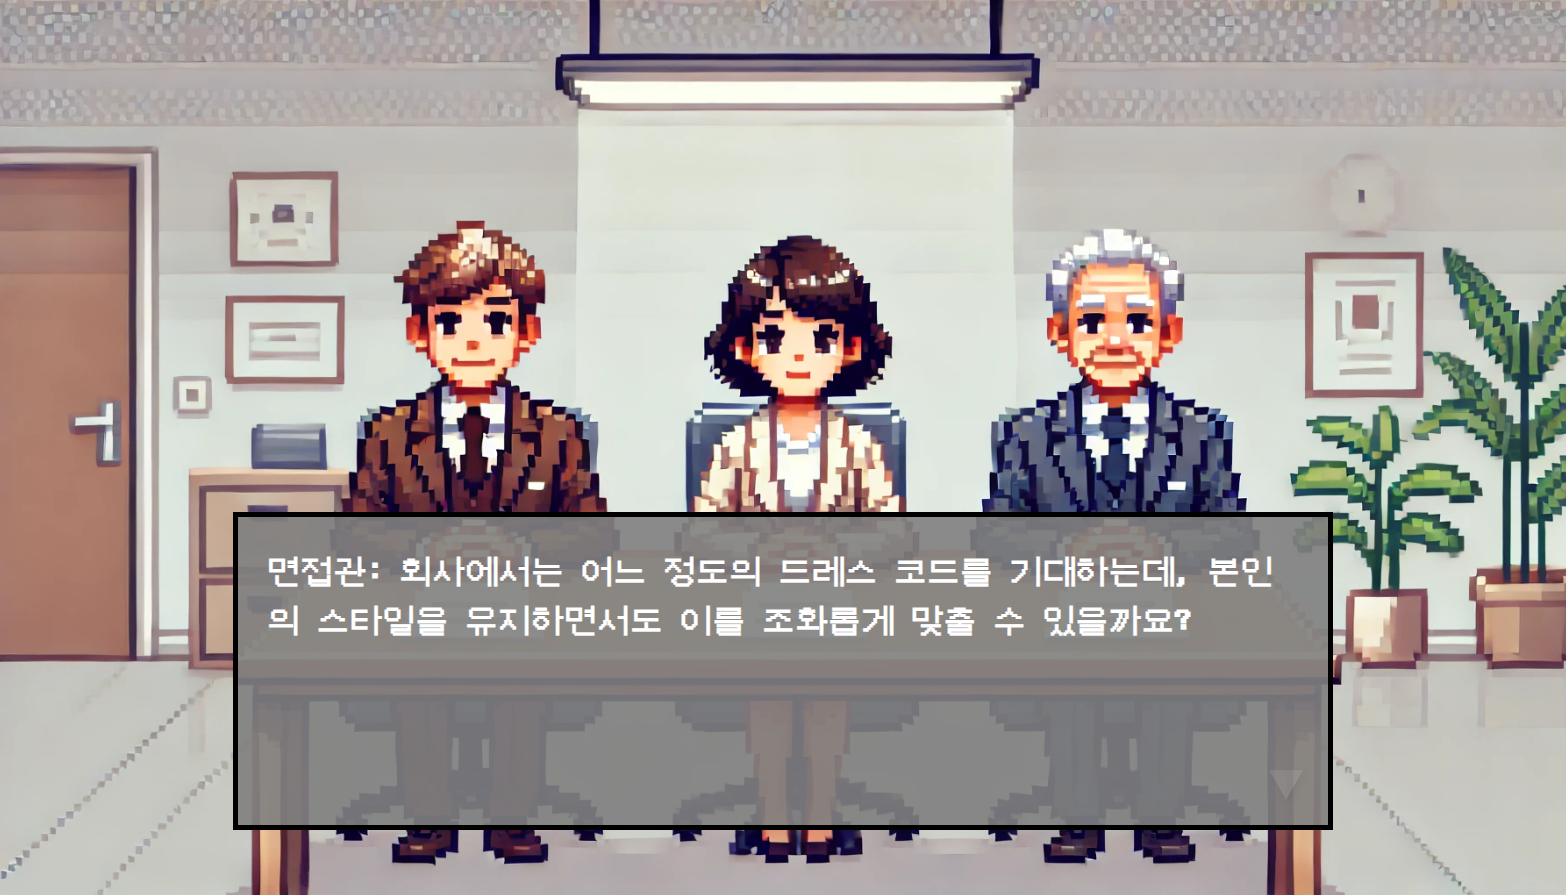 면접관: 회사에서는 어느 정도의 드레스 코드를 기대하는데, 본인
의 스타일을 유지하면서도 이를 조화롭게 맞출 수 있을까요?